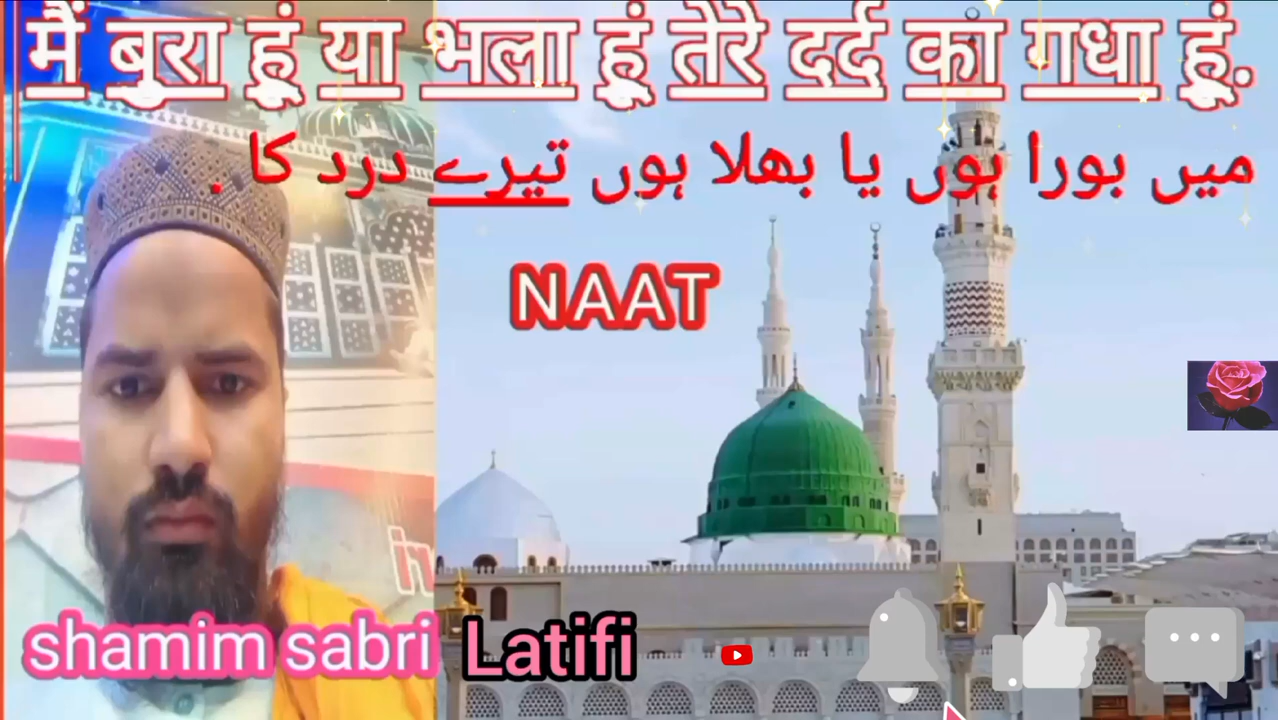 मैं बुरा हूं या भला हूं तेरे दर्द का गधा हूं.
میں بورا ہوں یا بھلا ہوں تیرے درد کا .
NAAT
shamim sabri Latifi